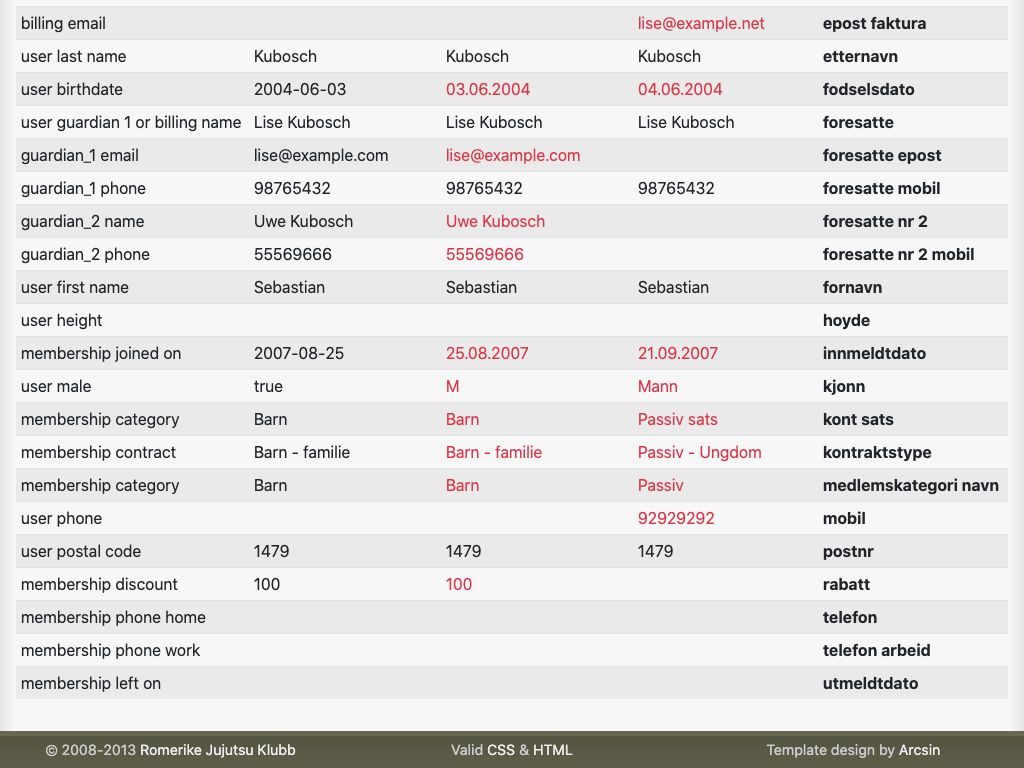 billing email lise@example.net epost faktura
user last name Kubosch Kubosch Kubosch etternavn
user birthdate 2004-06-03 03.06.2004 04.06.2004 fodselsdato
user guardian 1 or billing name Lise Kubosch Lise Kubosch Lise Kubosch foresatte
guardian_1 email lise@example.com lise@example.com foresatte epost
guardian_1 phone 98765432 98765432 98765432 foresatte mobil
guardian_2 name Uwe Kubosch Uwe Kubosch foresatte nr 2
guardian_2 phone 55569666 55569666 foresatte nr 2 mobil
user first name Sebastian Sebastian Sebastian fornavn
user height hoyde
membership joined on 2007-08-25 25.08.2007 21.09.2007 innmeldtdato
user male true M Mann kjonn
membership category Barn Barn Passiv sats kont sats
membership contract Barn - familie Barn - familie Passiv - Ungdom kontraktstype
membership category Barn Barn Passiv medlemskategori navn
user phone 92929292 mobil
user postal code 1479 1479 1479 postnr
membership discount 100 100 rabatt
membership phone home telefon
membership phone work telefon arbeid
membership left on utmeldtdato
© 2008-2013 Romerike Jujutsu Klubb Valid CSS & HTML Template design by Arcsin